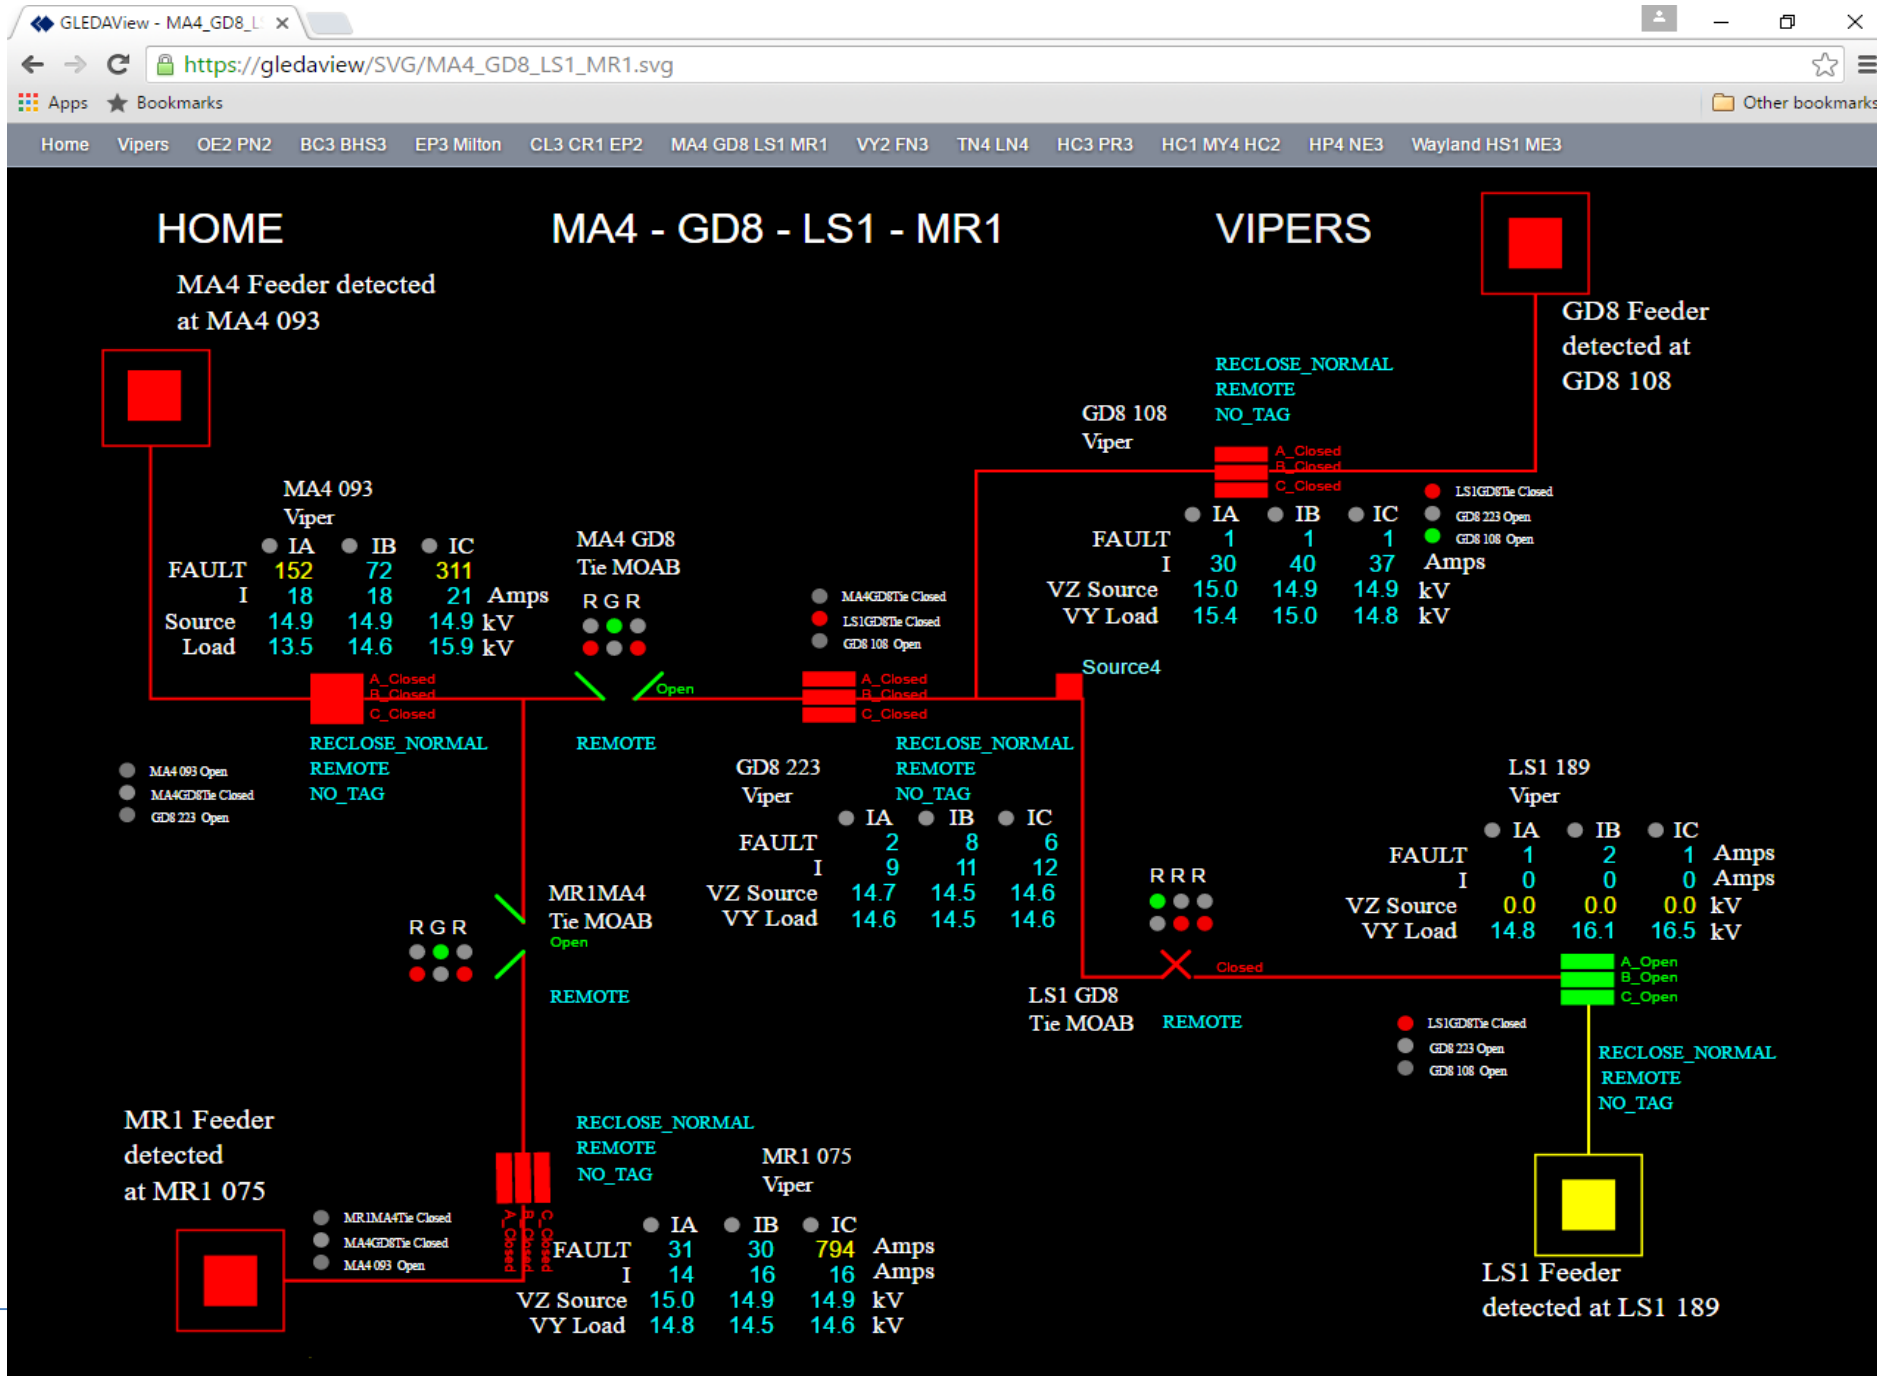 GLEDAView - MA4_GD8_L
https://gledaview/SVG/MA4_GD8_LS1_MR1.svg
Apps Bookmarks Other bookmarks
Home Vipers OE2 PN2 BC3 BHS3 EP3 Milton CL3 CR1 EP2 MA4 GD8 LS1 MR1 VY2 FN3 TN4 LN4 HC3 PR3 HC1 MY4 HC2 HP4 NE3 Wayland HS1 ME3
HOME MA4 - GD8 - LS1 - MR1 VIPERS
MA4 Feeder detected
at MA4 093
GD8 Feeder
detected at
GD8 108
RECLOSE_NORMAL
REMOTE
NO_TAG
GD8 108
Viper
A_Closed
B_Closed
C_Closed
LS1GD8Tie Closed
GD8 223 Open
GD8 108 Open
IA IB IC
FAULT 1 1 1
I 30 40 37 Amps
VZ Source 15.0 14.9 14.9 kV
VY Load 15.4 15.0 14.8 kV
MA4 093
Viper
IA IB IC
FAULT 152 72 311
I 18 18 21 Amps
Source 14.9 14.9 14.9 kV
Load 13.5 14.6 15.9 kV
A_Closed
B_Closed
C_Closed
RECLOSE_NORMAL
REMOTE
NO_TAG
MA4 093 Open
MA4GD8Tie Closed
GD8 223 Open
MA4 GD8
Tie MOAB
R G R
Open
REMOTE
MA4GD8Tie Closed
LS1GD8Tie Closed
GD8 108 Open
A_Closed
B_Closed
C_Closed
Source4
RECLOSE_NORMAL
REMOTE
NO_TAG
GD8 223
Viper
IA IB IC
FAULT 2 8 6
I 9 11 12
VZ Source 14.7 14.5 14.6
VY Load 14.6 14.5 14.6
MR1MA4
Tie MOAB
Open
R G R
REMOTE
R R R
Closed
LS1 GD8
Tie MOAB
REMOTE
LS1 189
Viper
IA IB IC
FAULT 1 2 1 Amps
I 0 0 0 Amps
VZ Source 0.0 0.0 0.0 kV
VY Load 14.8 16.1 16.5 kV
A_Open
B_Open
C_Open
LS1GD8Tie Closed
GD8 223 Open
GD8 108 Open
RECLOSE_NORMAL
REMOTE
NO_TAG
MR1 Feeder
detected
at MR1 075
MR1MA4Tie Closed
MA4GD8Tie Closed
MA4 093 Open
RECLOSE_NORMAL
REMOTE
NO_TAG
MR1 075
Viper
A_Closed
B_Closed
C_Closed
IA IB IC
FAULT 31 30 794 Amps
I 14 16 16 Amps
VZ Source 15.0 14.9 14.9 kV
VY Load 14.8 14.5 14.6 kV
LS1 Feeder
detected at LS1 189